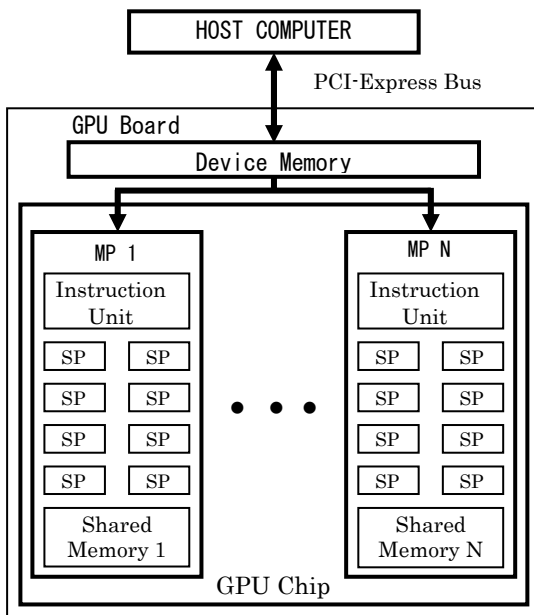 HOST COMPUTER
PCI-Express Bus
GPU Board
Device Memory
MP 1
Instruction
Unit
SP SP
SP SP
SP SP
SP SP
Shared
Memory 1
MP N
Instruction
Unit
SP SP
SP SP
SP SP
SP SP
Shared
Memory N
GPU Chip